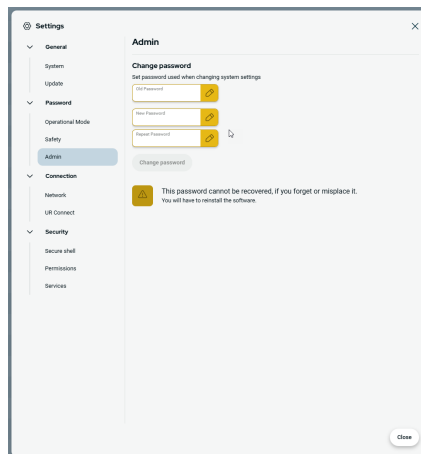 Settings
General
System
Update
Password
Operational Mode
Safety
Admin
Connection
Network
UR Connect
Security
Secure shell
Permissions
Services
Admin
Change password
Set password used when changing system settings
Old Password
New Password
Repeat Password
Change password
This password cannot be recovered, if you forget or misplace it.
You will have to reinstall the software.
Close